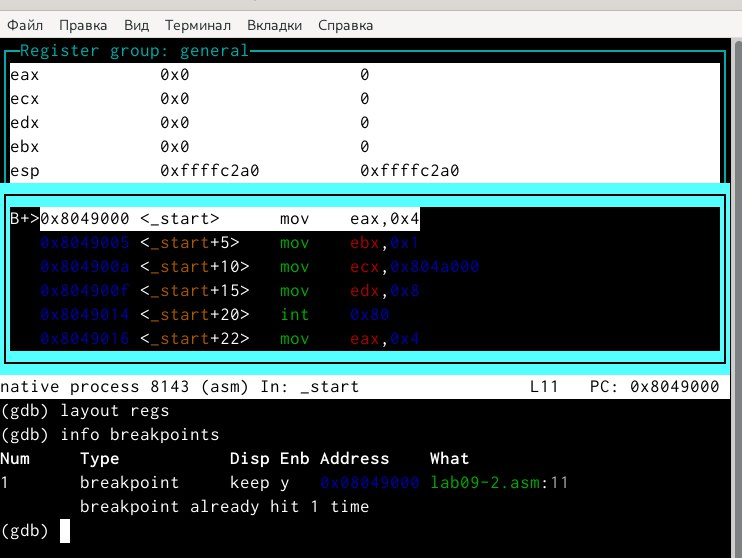 Файл Правка Вид Терминал Вкладки Справка
Register group: general
eax 0x0 0
ecx 0x0 0
edx 0x0 0
ebx 0x0 0
esp 0xffffc2a0 0xffffc2a0
B+>0x8049000 <_start> mov eax,0x4
0x8049005 <_start+5> mov ebx,0x1
0x804900a <_start+10> mov ecx,0x804a000
0x804900f <_start+15> mov edx,0x8
0x8049014 <_start+20> int 0x80
0x8049016 <_start+22> mov eax,0x4
native process 8143 (asm) In: _start L11 PC: 0x8049000
(gdb) layout regs
(gdb) info breakpoints
Num Type Disp Enb Address What
1 breakpoint keep y 0x08049000 lab09-2.asm:11
breakpoint already hit 1 time
(gdb)